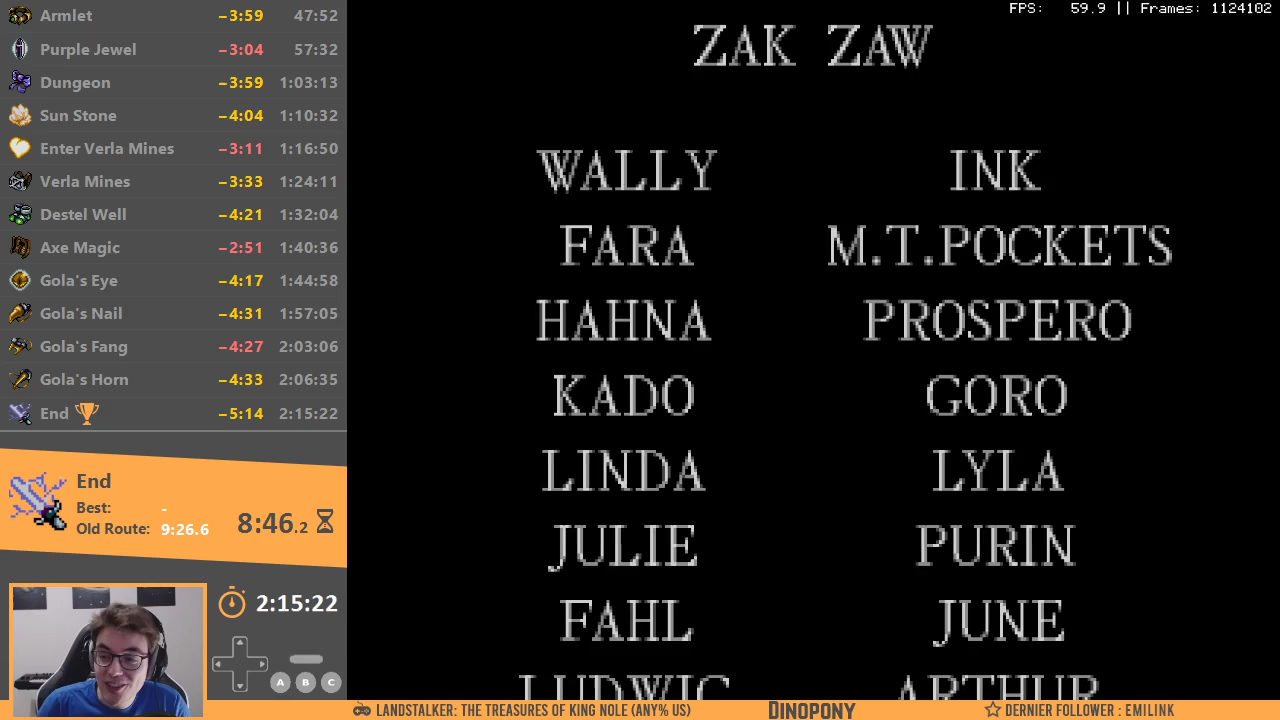 Armlet −3:59 47:52
Purple Jewel −3:04 57:32
Dungeon −3:59 1:03:13
Sun Stone −4:04 1:10:32
Enter Verla Mines −3:11 1:16:50
Verla Mines −3:33 1:24:11
Destel Well −4:21 1:32:04
Axe Magic −2:51 1:40:36
Gola's Eye −4:17 1:44:58
Gola's Nail −4:31 1:57:05
Gola's Fang −4:27 2:03:06
Gola's Horn −4:33 2:06:35
End −5:14 2:15:22
End
Best: -
Old Route: 9:26.6
8:46.2
2:15:22
A B C
FPS: 59.9 || Frames: 1124102
ZAK ZAW
WALLY INK
FARA M.T.POCKETS
HAHNA PROSPERO
KADO GORO
LINDA LYLA
JULIE PURIN
FAHL JUNE
LUDWIG ARTHUR
LANDSTALKER: THE TREASURES OF KING NOLE (ANY% US)
DINOPONY
DERNIER FOLLOWER : EMILINK